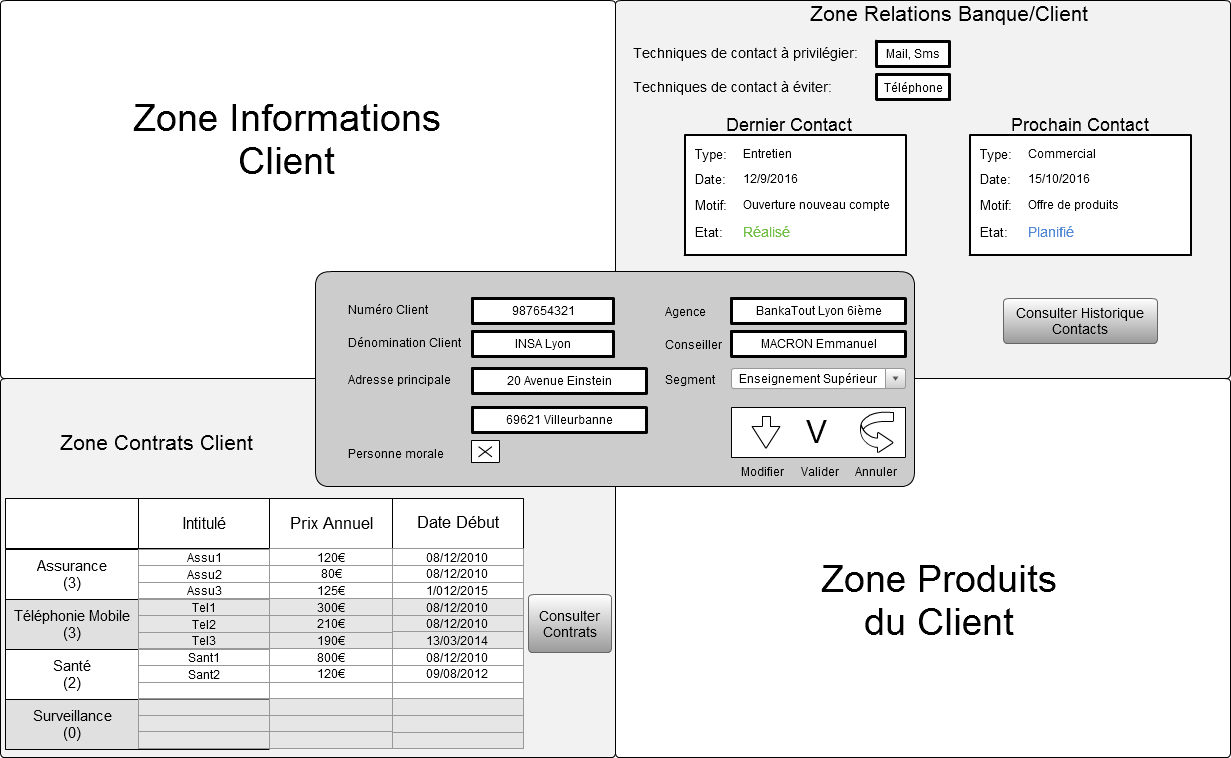 Zone Informations
Client
Zone Relations Banque/Client
Techniques de contact à privilégier: Mail, Sms
Techniques de contact à éviter: Téléphone
Dernier Contact
Type: Entretien
Date: 12/9/2016
Motif: Ouverture nouveau compte
Etat: Réalisé
Prochain Contact
Type: Commercial
Date: 15/10/2016
Motif: Offre de produits
Etat: Planifié
Consulter Historique
Contacts
Numéro Client 987654321
Dénomination Client INSA Lyon
Adresse principale 20 Avenue Einstein
69621 Villeurbanne
Personne morale
Agence BankaTout Lyon 6ième
Conseiller MACRON Emmanuel
Segment Enseignement Supérieur
V
Modifier Valider Annuler
Zone Contrats Client
Intitulé Prix Annuel Date Début
Assurance
(3)
Assu1 120€ 08/12/2010
Assu2 80€ 08/12/2010
Assu3 125€ 1/012/2015
Téléphonie Mobile
(3)
Tel1 300€ 08/12/2010
Tel2 210€ 08/12/2010
Tel3 190€ 13/03/2014
Santé
(2)
Sant1 800€ 08/12/2010
Sant2 120€ 09/08/2012
Surveillance
(0)
Consulter
Contrats
Zone Produits
du Client